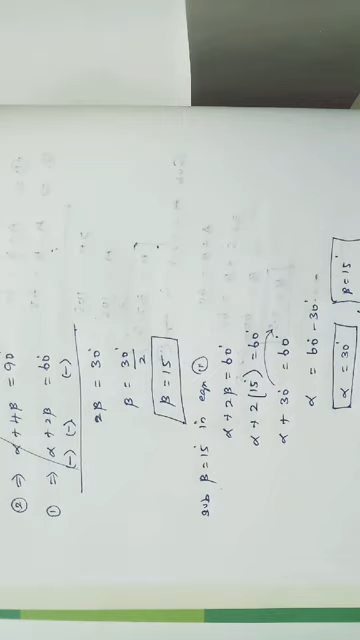 ② ⇒ α + 4β = 90°
① ⇒ α + 2β = 60°
(-) (-) (-)
2β = 30°
β = 30°/2
β = 15°
sub β = 15° in eqn ①
α + 2β = 60°
α + 2(15°) = 60°
α + 30° = 60
α = 60° - 30°
α = 30° , β = 15°